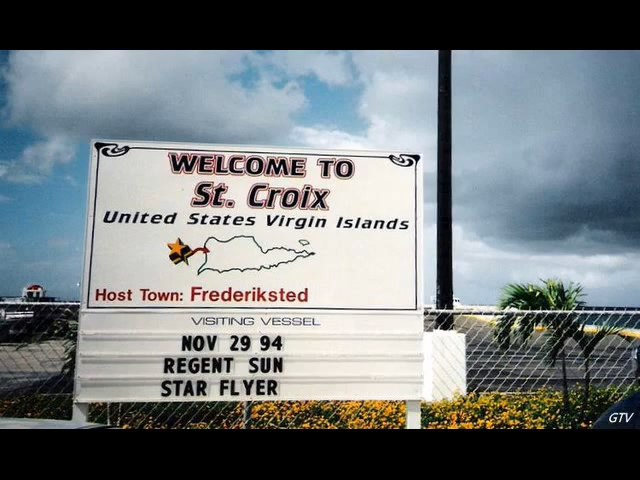 WELCOME TO
St. Croix
United States Virgin Islands
Host Town: Frederiksted
VISITING VESSEL
NOV 29 94
REGENT SUN
STAR FLYER
GTV